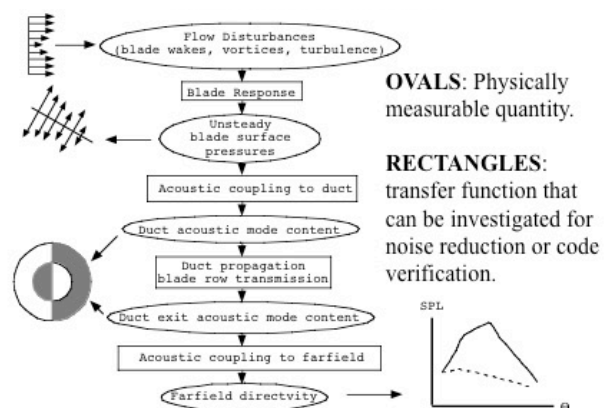 Flow Disturbances
(blade wakes, vortices, turbulence)
Blade Response
Unsteady
blade surface
pressures
Acoustic coupling to duct
Duct acoustic mode content
Duct propagation
blade row transmission
Duct exit acoustic mode content
Acoustic coupling to farfield
Farfield directvity
OVALS: Physically
measurable quantity.
RECTANGLES:
transfer function that
can be investigated for
noise reduction or code
verification.
SPL